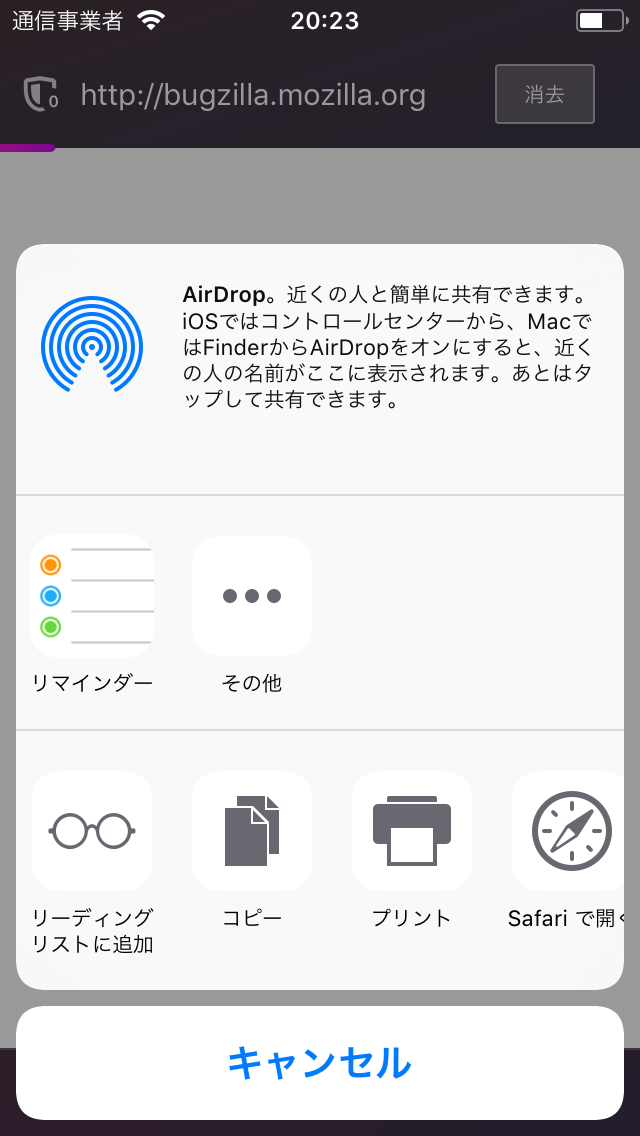 通信事業者 20:23
0 http://bugzilla.mozilla.org 消去
AirDrop。近くの人と簡単に共有できます。
iOSではコントロールセンターから、Macで
はFinderからAirDropをオンにすると、近く
の人の名前がここに表示されます。あとはタ
ップして共有できます。
リマインダー その他
リーディング コピー プリント Safari で開く
リストに追加
キャンセル